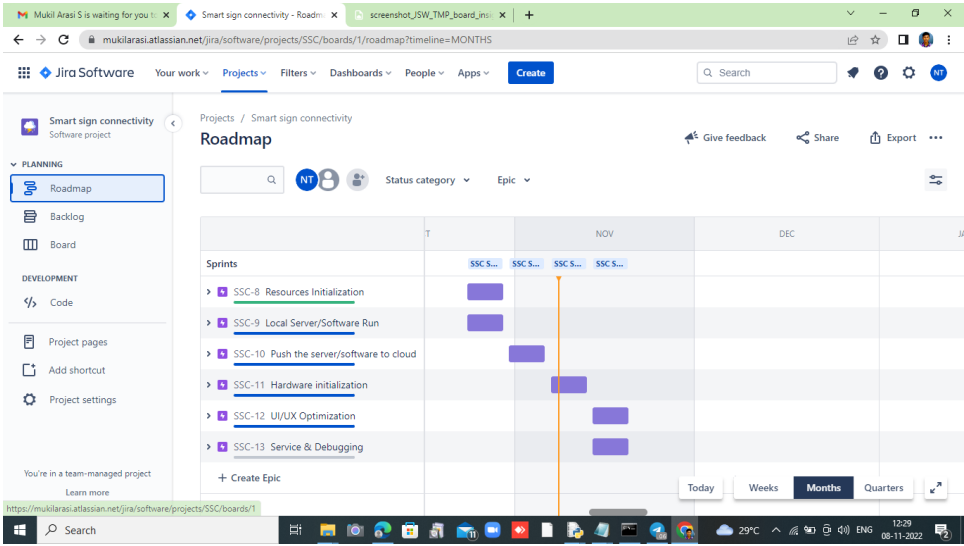 Mukil Arasi S is waiting for you to
Smart sign connectivity - Roadm
screenshot_JSW_TMP_board_insi
mukilarasi.atlassian.net/jira/software/projects/SSC/boards/1/roadmap?timeline=MONTHS
Jira Software
Your work
Projects
Filters
Dashboards
People
Apps
Create
Search
NT
Smart sign connectivity
Software project
PLANNING
Roadmap
Backlog
Board
DEVELOPMENT
Code
Project pages
Add shortcut
Project settings
You're in a team-managed project
Learn more
https://mukilarasi.atlassian.net/jira/software/projects/SSC/boards/1
Projects / Smart sign connectivity
Roadmap
Give feedback
Share
Export
NT
Status category
Epic
T
NOV
DEC
JA
Sprints
SSC S...
SSC S...
SSC S...
SSC S...
SSC-8 Resources Initialization
SSC-9 Local Server/Software Run
SSC-10 Push the server/software to cloud
SSC-11 Hardware initialization
SSC-12 UI/UX Optimization
SSC-13 Service & Debugging
+ Create Epic
Today
Weeks
Months
Quarters
Search
29°C
ENG
12:29
08-11-2022